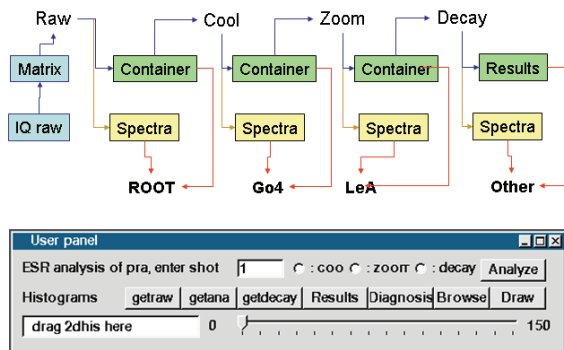 Raw Cool Zoom Decay
Matrix Container Container Container Results
IQ raw Spectra Spectra Spectra Spectra
ROOT Go4 LeA Other
User panel
ESR analysis of pra, enter shot 1 : coo : zoorr : decay Analyze
Histograms getraw getana getdecay Results Diagnosis Browse Draw
drag 2dhis here 0 150